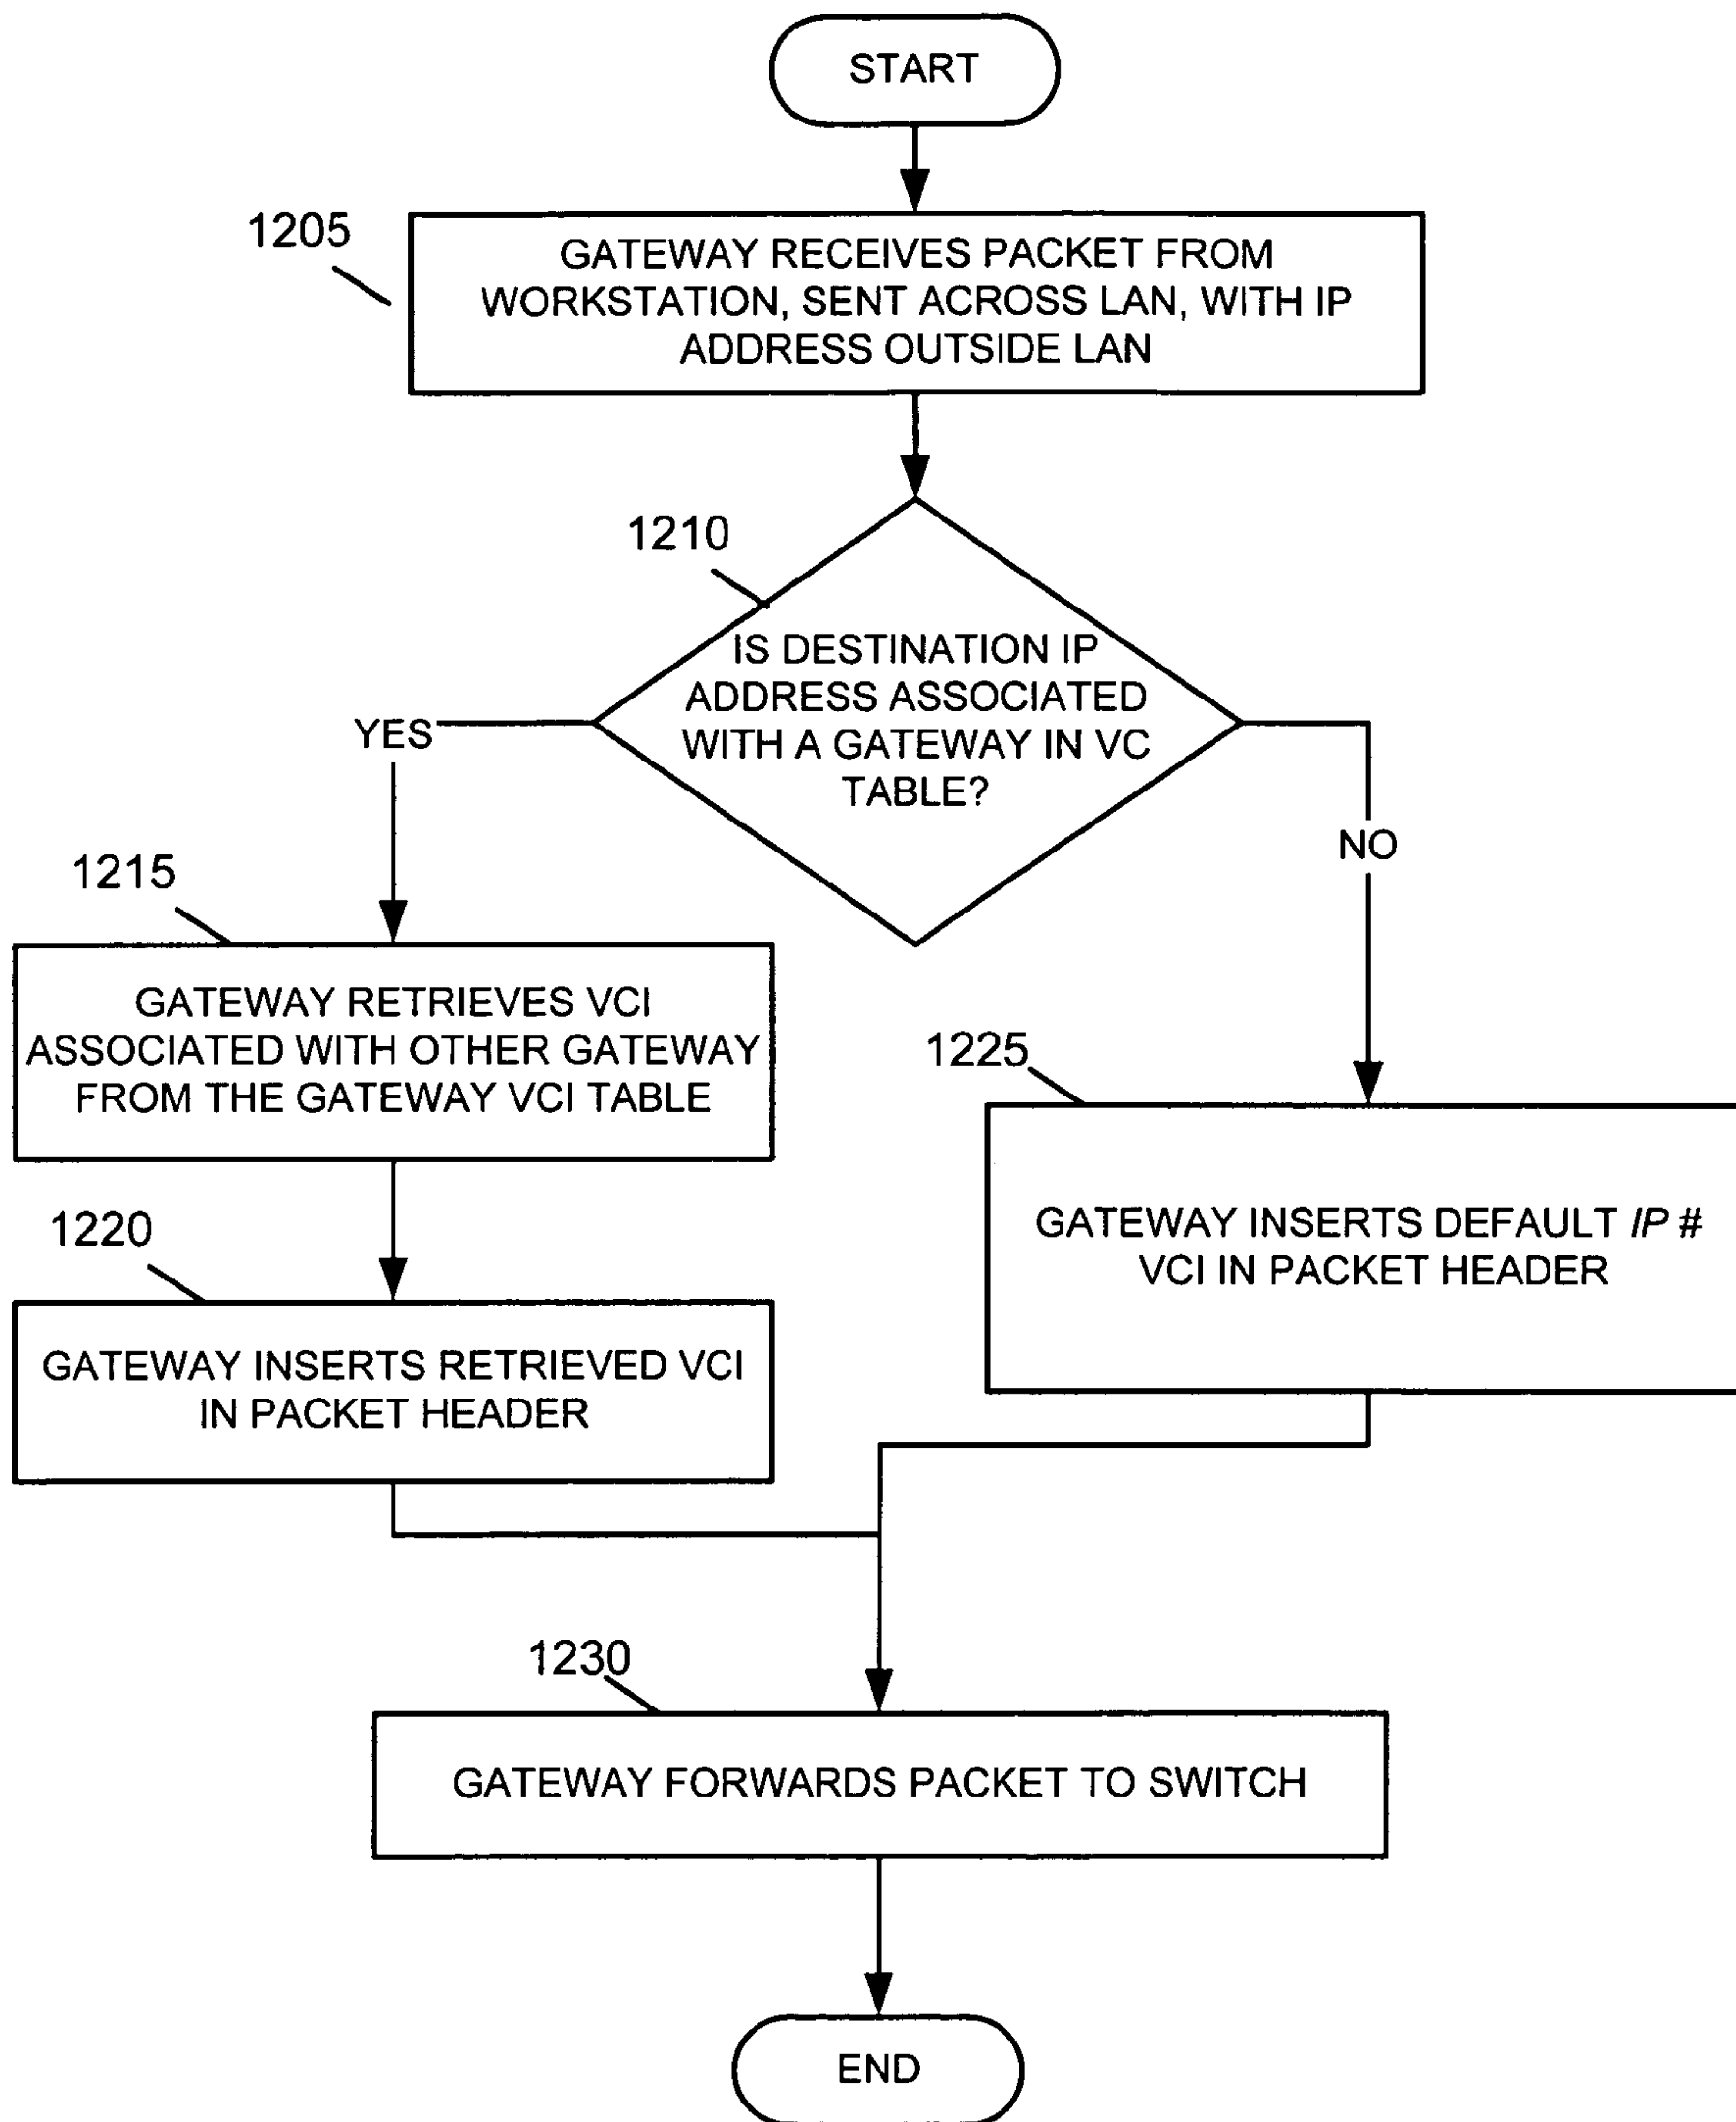 START
1205
GATEWAY RECEIVES PACKET FROM
WORKSTATION, SENT ACROSS LAN, WITH IP
ADDRESS OUTSIDE LAN
1210
IS DESTINATION IP
ADDRESS ASSOCIATED
WITH A GATEWAY IN VC
TABLE?
YES
NO
1215
GATEWAY RETRIEVES VCI
ASSOCIATED WITH OTHER GATEWAY
FROM THE GATEWAY VCI TABLE
1220
GATEWAY INSERTS RETRIEVED VCI
IN PACKET HEADER
1225
GATEWAY INSERTS DEFAULT IP #
VCI IN PACKET HEADER
1230
GATEWAY FORWARDS PACKET TO SWITCH
END